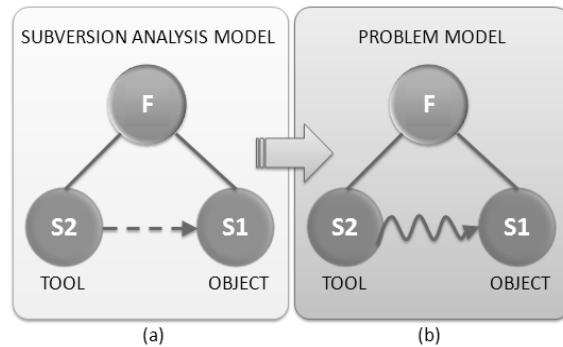 SUBVERSION ANALYSIS MODEL
F
S2 S1
TOOL OBJECT
(a)
PROBLEM MODEL
F
S2 S1
TOOL OBJECT
(b)